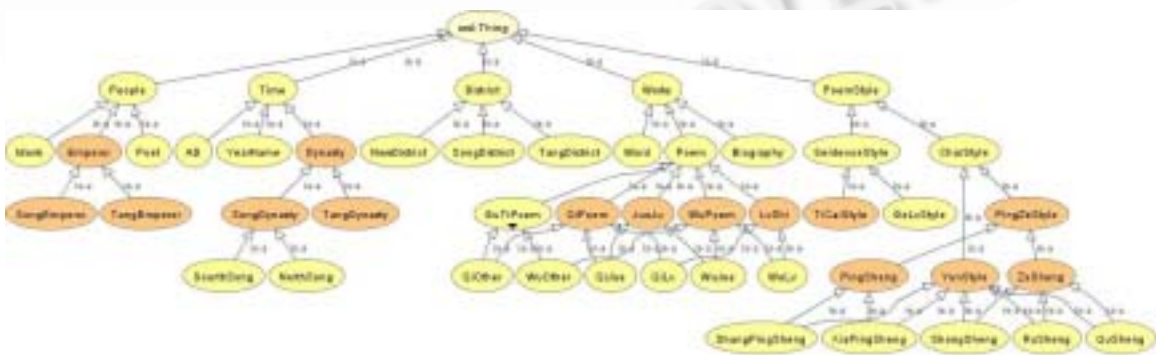 owl:Thing
People Time District Works PoemStyle
Monk Emperor Poet AD YearName Dynasty NewDistrict SongDistrict TangDistrict Word Poem Biography SentenceStyle CharStyle
SongEmperor TangEmperor SongDynasty TangDynasty GuTiPoem QiPoem JueJu WuPoem LvShi TiCaiStyle GeLvStyle PingZeStyle
SouthSong NorthSong QiOther WuOther QiJue QiLv WuJue WuLv PingSheng YunStyle ZeSheng
ShangPingSheng XiaPingSheng ShangSheng RuSheng QuSheng